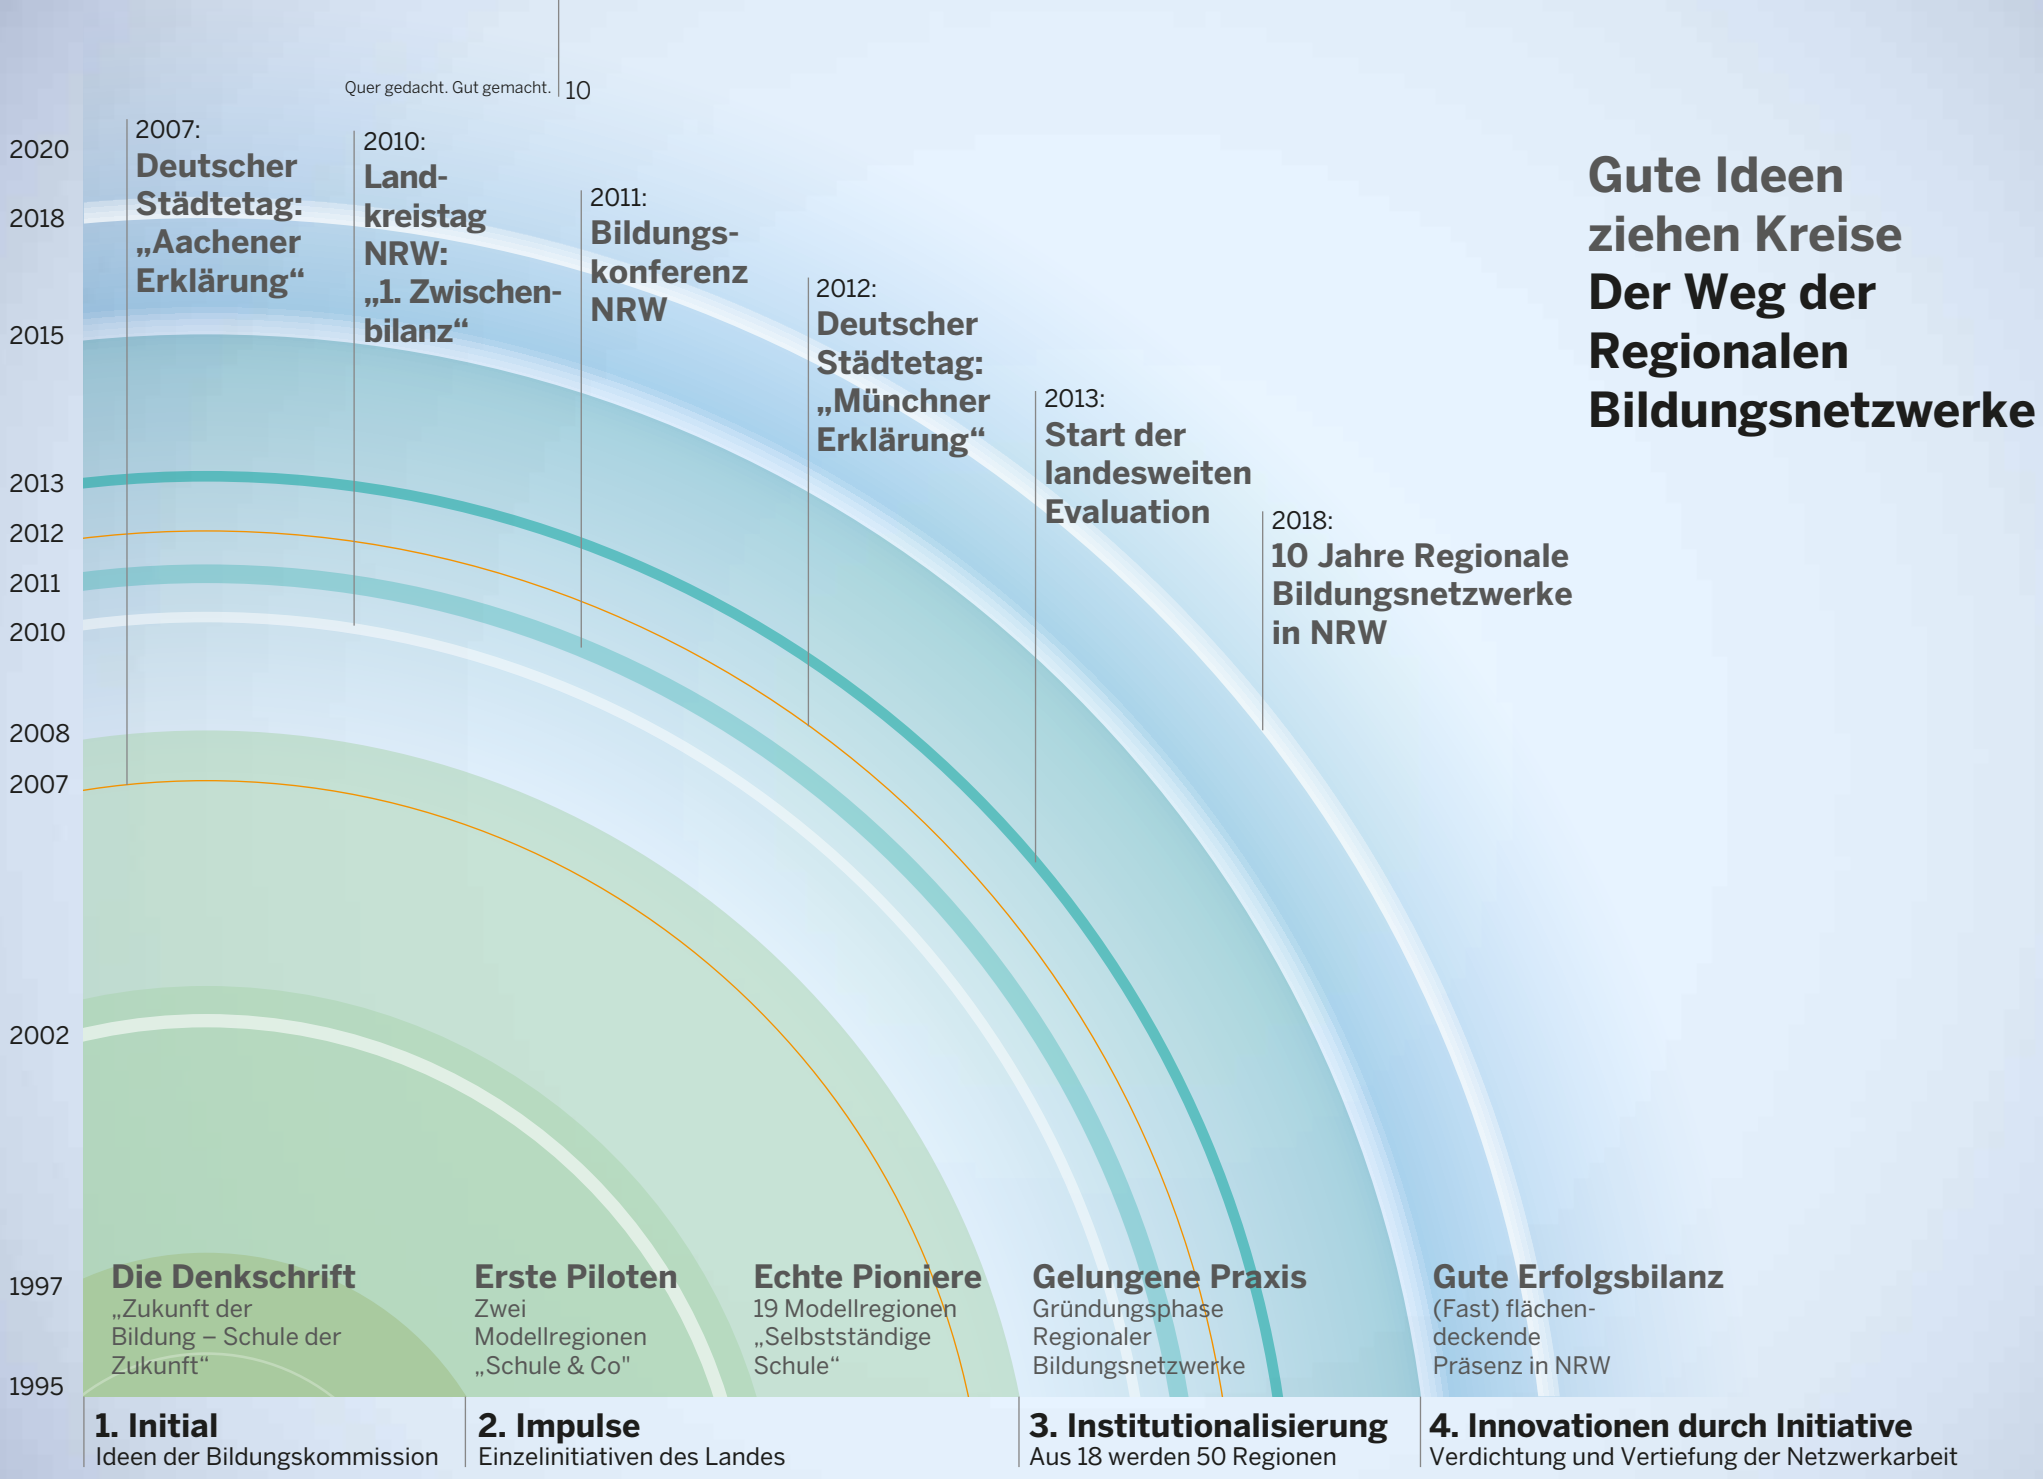 Quer gedacht. Gut gemacht. 10
Gute Ideen
ziehen Kreise
Der Weg der
Regionalen
Bildungsnetzwerke
2020
2018
2015
2013
2012
2011
2010
2008
2007
2002
1997
1995
2007:
Deutscher
Städtetag:
„Aachener
Erklärung“
2010:
Land-
kreistag
NRW:
„1. Zwischen-
bilanz“
2011:
Bildungs-
konferenz
NRW
2012:
Deutscher
Städtetag:
„Münchner
Erklärung“
2013:
Start der
landesweiten
Evaluation
2018:
10 Jahre Regionale
Bildungsnetzwerke
in NRW
Die Denkschrift
„Zukunft der
Bildung – Schule der
Zukunft“
Erste Piloten
Zwei
Modellregionen
„Schule & Co"
Echte Pioniere
19 Modellregionen
„Selbstständige
Schule“
Gelungene Praxis
Gründungsphase
Regionaler
Bildungsnetzwerke
Gute Erfolgsbilanz
(Fast) flächen-
deckende
Präsenz in NRW
1. Initial
Ideen der Bildungskommission
2. Impulse
Einzelinitiativen des Landes
3. Institutionalisierung
Aus 18 werden 50 Regionen
4. Innovationen durch Initiative
Verdichtung und Vertiefung der Netzwerkarbeit